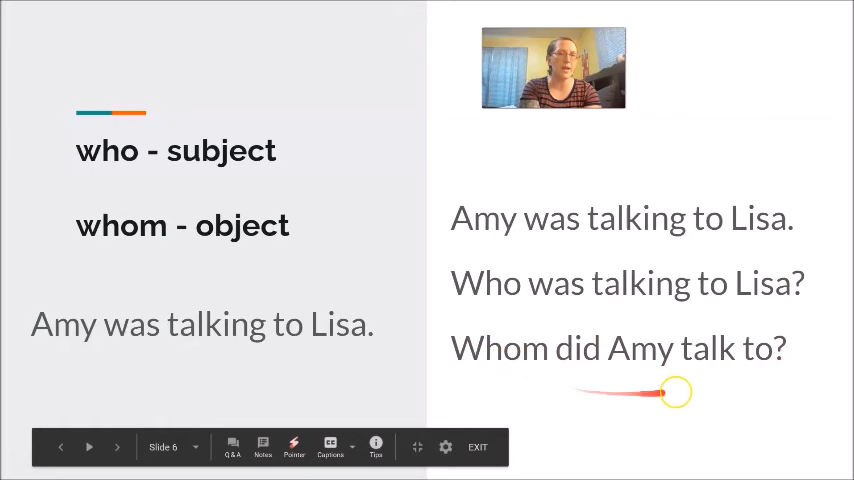 who - subject
whom - object
Amy was talking to Lisa.
Amy was talking to Lisa.
Who was talking to Lisa?
Whom did Amy talk to?
Slide 6
Q & A
Notes
Pointer
Captions
Tips
EXIT